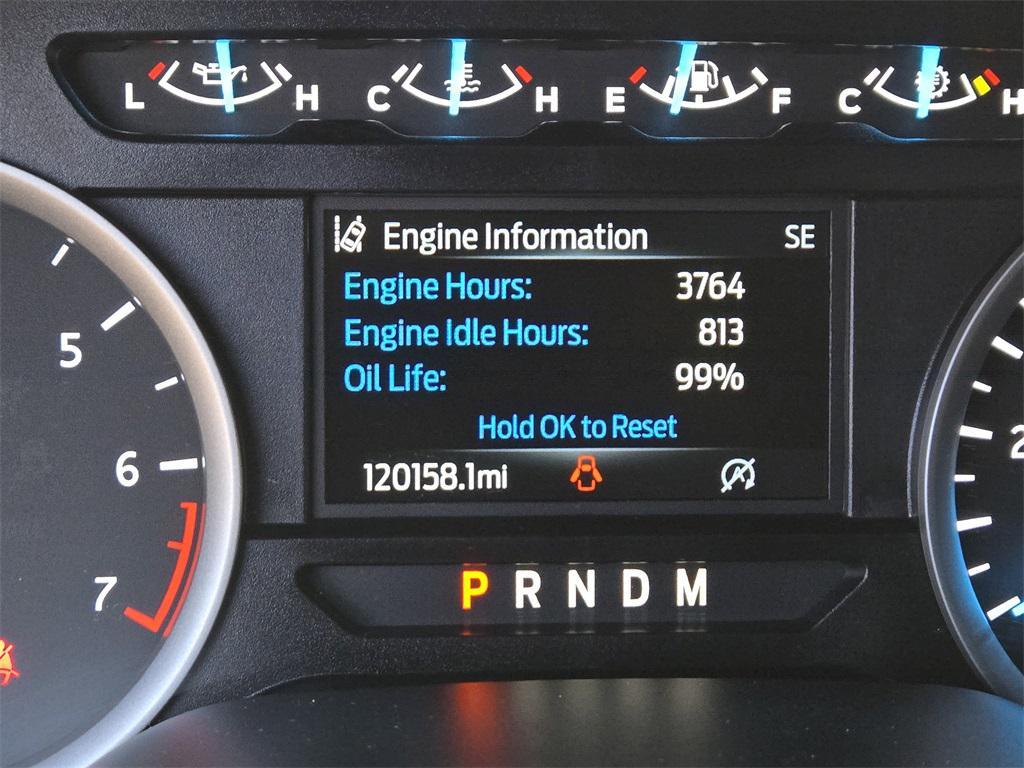 L H C H E F C H
Engine Information SE
Engine Hours: 3764
Engine Idle Hours: 813
Oil Life: 99%
Hold OK to Reset
120158.1mi
5
6
7
2
P R N D M